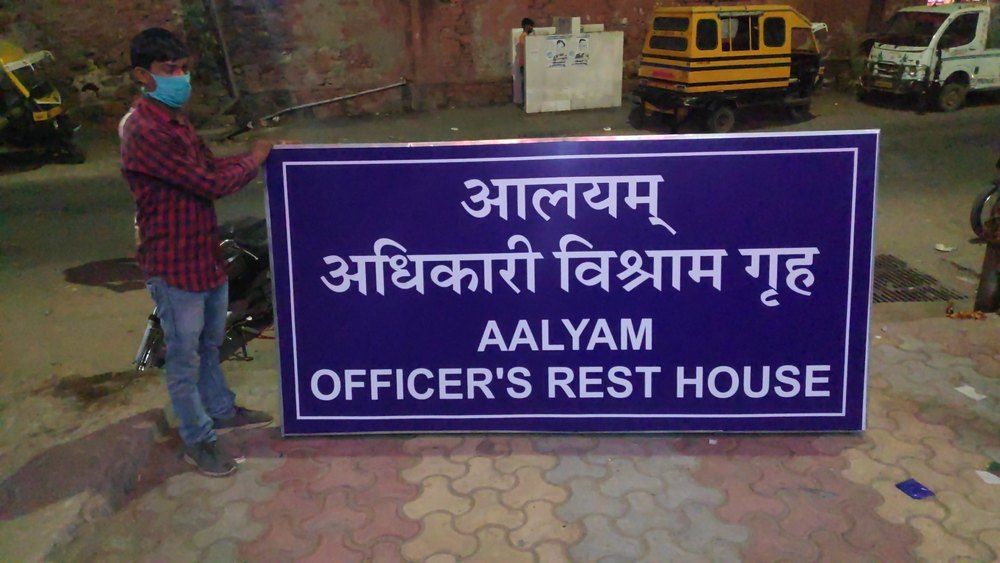 आलयम्
अधिकारी विश्राम गृह
AALYAM
OFFICER'S REST HOUSE